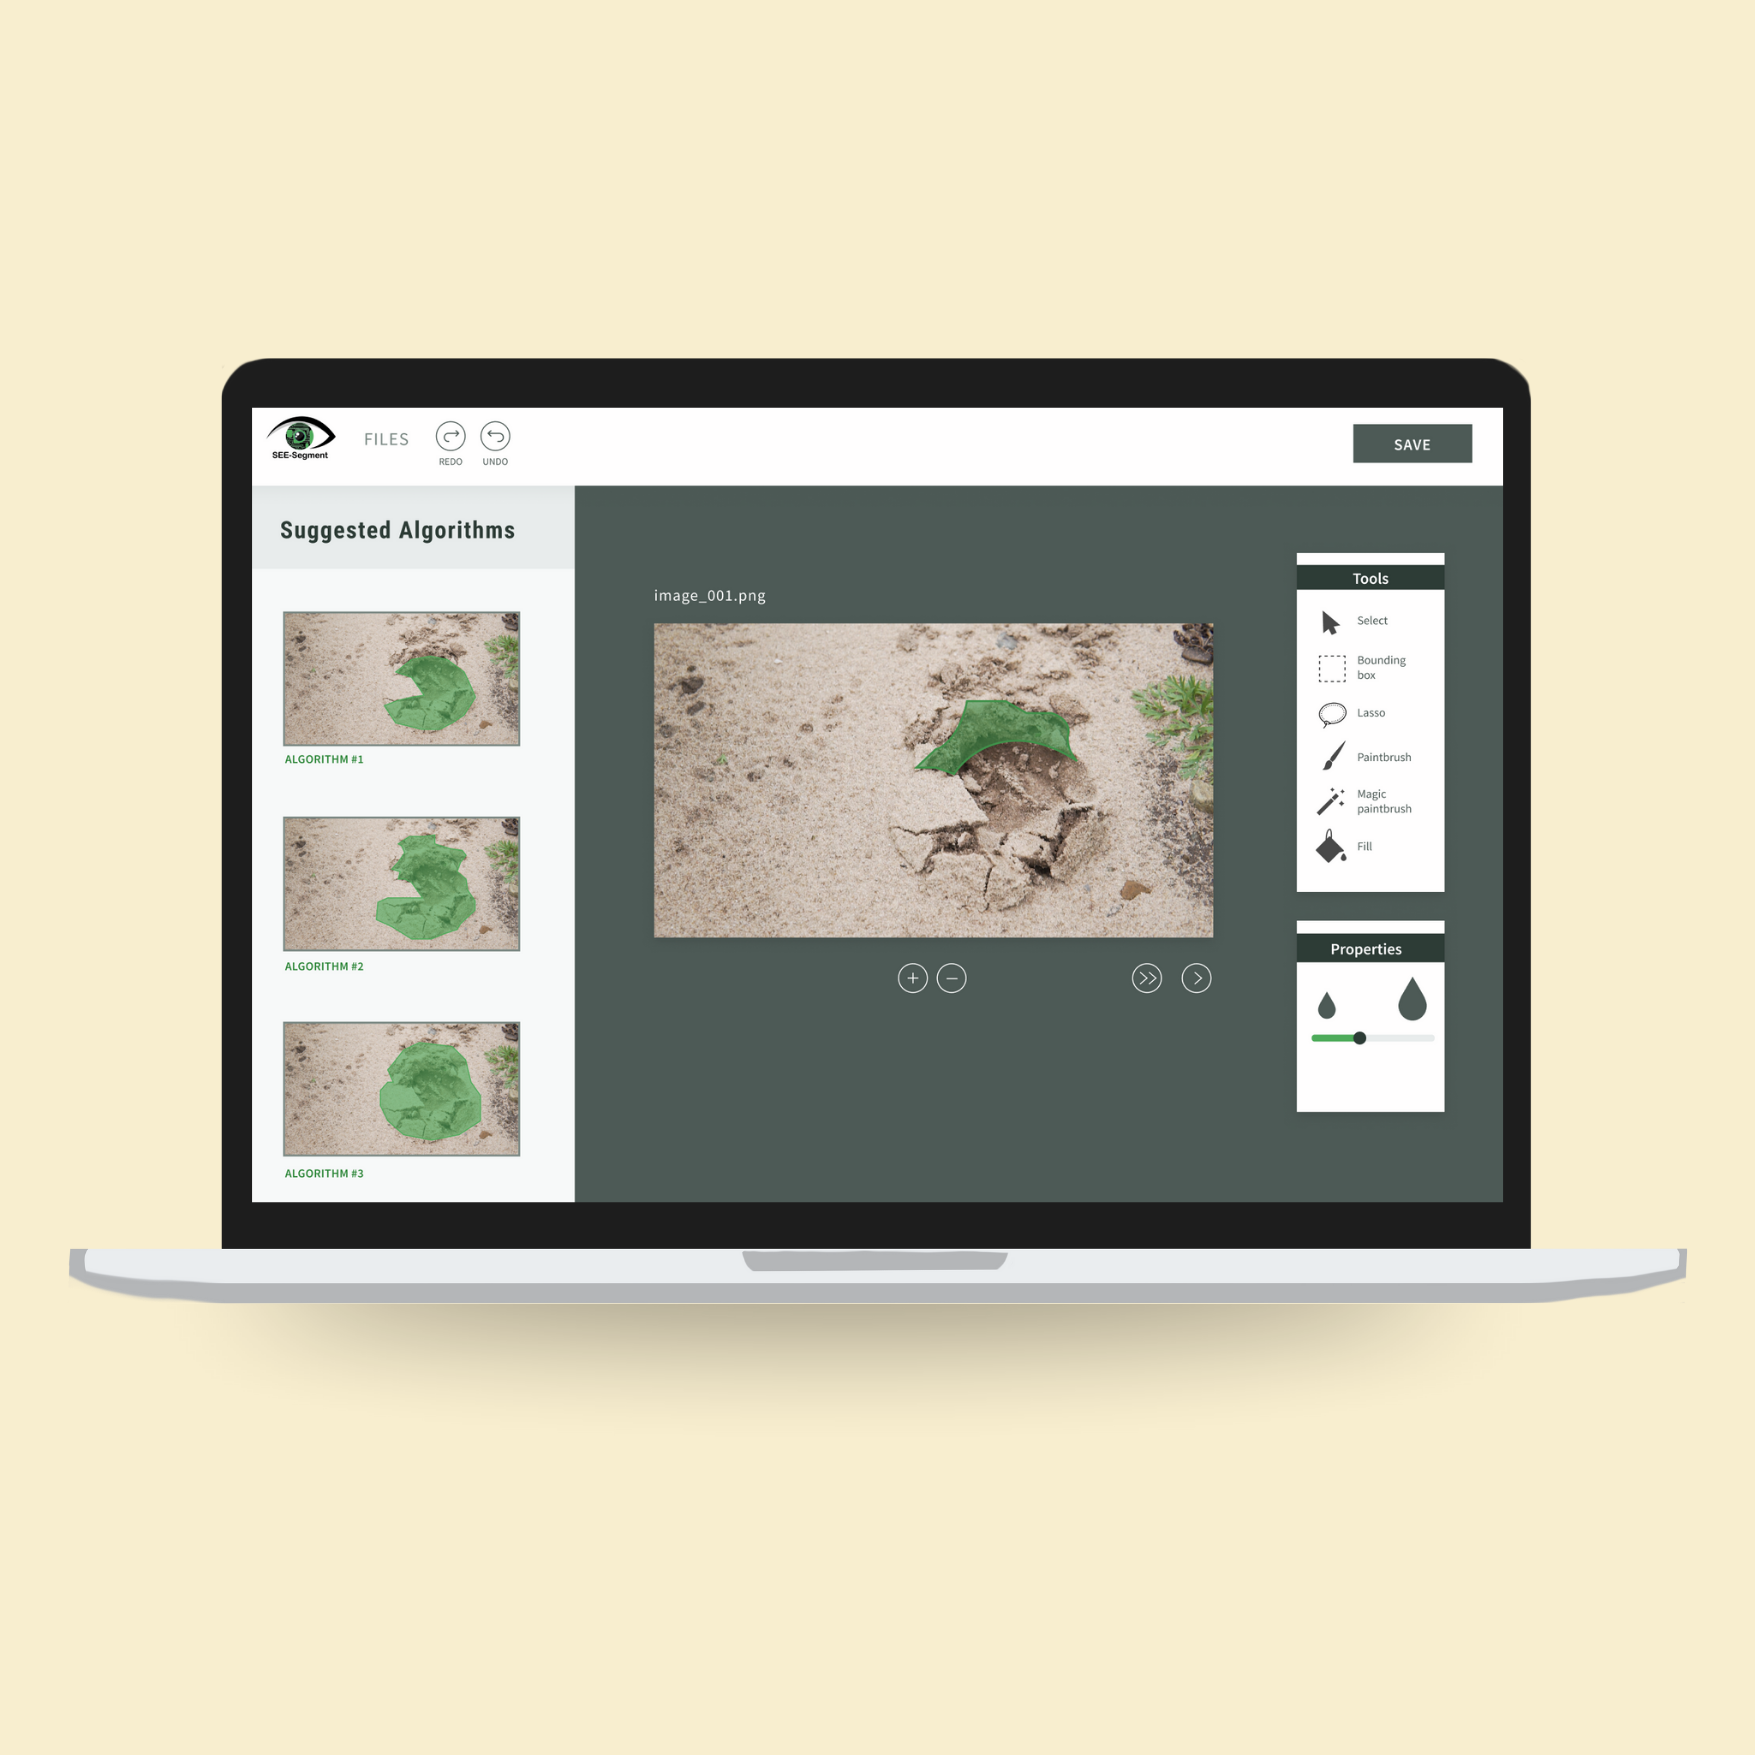 SEE-Segment
FILES
REDO
UNDO
SAVE
Suggested Algorithms
ALGORITHM #1
ALGORITHM #2
ALGORITHM #3
image_001.png
Tools
Select
Bounding
box
Lasso
Paintbrush
Magic
paintbrush
Fill
Properties